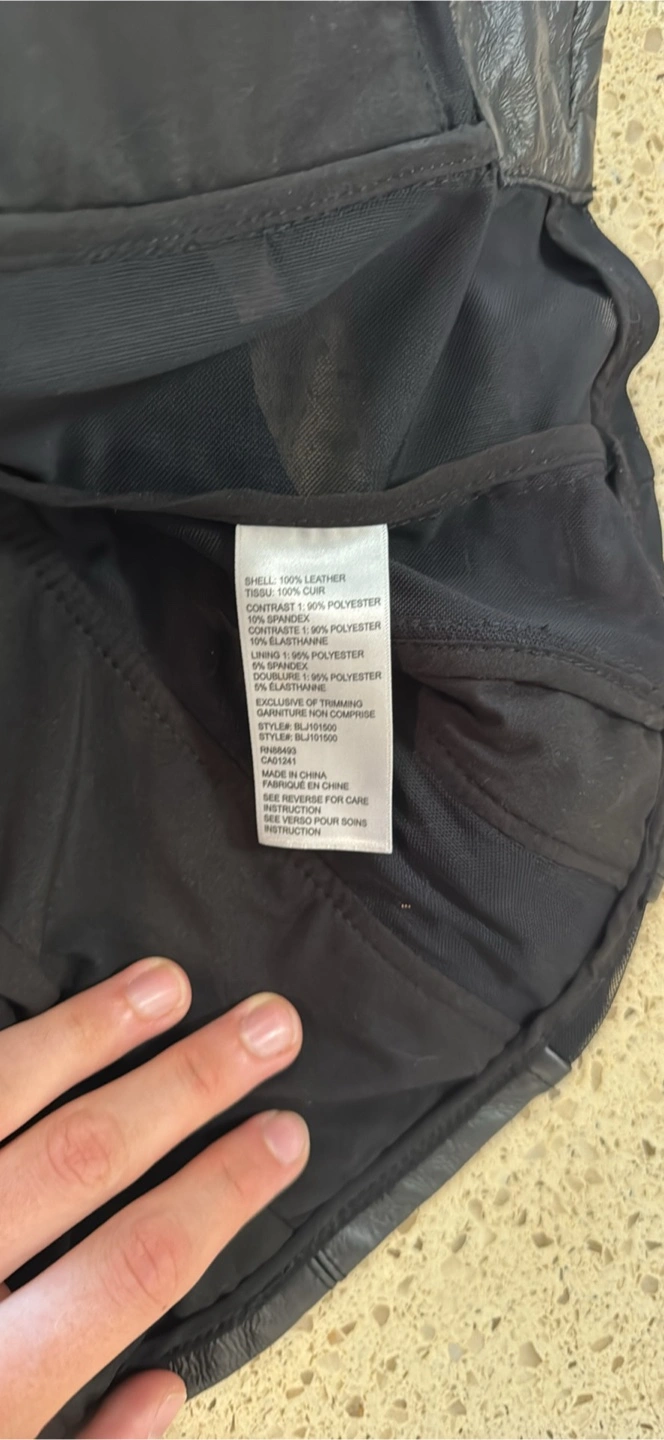 SHELL: 100% LEATHER
TISSU: 100% CUIR
CONTRAST 1: 90% POLYESTER
10% SPANDEX
CONTRASTE 1: 90% POLYESTER
10% ÉLASTHANNE
LINING 1: 95% POLYESTER
5% SPANDEX
DOUBLURE 1: 95% POLYESTER
5% ÉLASTHANNE
EXCLUSIVE OF TRIMMING
GARNITURE NON COMPRISE
STYLE#: BLJ101500
STYLE#: BLJ101500
RN88493
CA01241
MADE IN CHINA
FABRIQUÉ EN CHINE
SEE REVERSE FOR CARE
INSTRUCTION
SEE VERSO POUR SOINS
INSTRUCTION